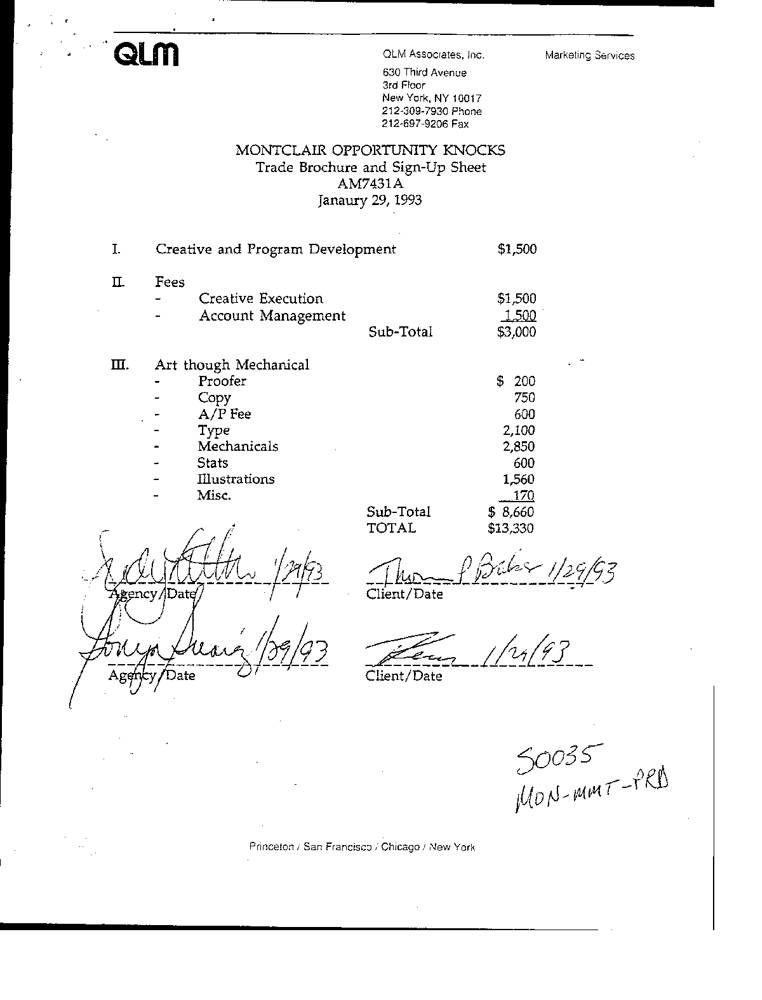 QLM
QLM Associates, Inc. Marketing Services
630 Third Avenue
3rd Floor
New York, NY 10017
212-309-7930 Phone
212-697-9206 Fax
MONTCLAIR OPPORTUNITY KNOCKS
Trade Brochure and Sign-Up Sheet
AM7431A
Janaury 29, 1993
I. Creative and Program Development $1,500
II. Fees
- Creative Execution $1,500
- Account Management 1,500
Sub-Total $3,000
III. Art though Mechanical
- Proofer $ 200
- Copy 750
- A/P Fee 600
- Type 2,100
- Mechanicals 2,850
- Stats 600
- Illustrations 1,560
- Misc. 170
Sub-Total $ 8,660
TOTAL $13,330
1/29/93 1/29/93
Agency/Date Client/Date
1/29/93 1/29/93
Agency/Date Client/Date
50035
MON-MMT-PRD
Princeton / San Francisco / Chicago / New York